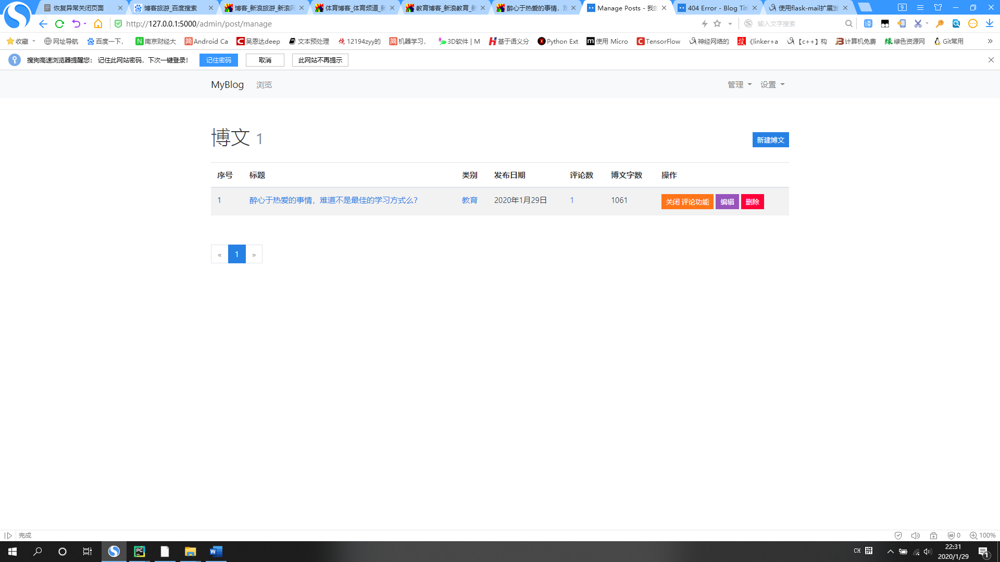 恢复异常关闭页面
博客旅游_百度搜索
博客_新浪旅游_新浪网
体育博客_体育频道_新
教育博客_新浪教育_新
醉心于热爱的事情，难
Manage Posts - 我的
404 Error - Blog Titl
使用flask-mail扩展发
9
http://127.0.0.1:5000/admin/post/manage
输入文字搜索
译
收藏
网址导航
百度一下，
南京财经大
Android Ca
吴恩达deep
文本预处理
12194zyy的
机器学习，
3D软件 | M
基于语义分
Python Ext
使用 Micro
TensorFlow
神经网络的
《linker+a
【c++】构
计算机免费
绿色资源网
Git常用
搜狗高速浏览器提醒您： 记住此网站密码，下次一键登录！
记住密码
取消
此网站不再提示
MyBlog
浏览
管理
设置
博文 1
新建博文
序号 标题 类别 发布日期 评论数 博文字数 操作
1 醉心于热爱的事情，难道不是最佳的学习方式么？ 教育 2020年1月29日 1 1061 关闭 评论功能 编辑 删除
« 1 »
完成
0
100%
CH 拼
22:31
2020/1/29
1